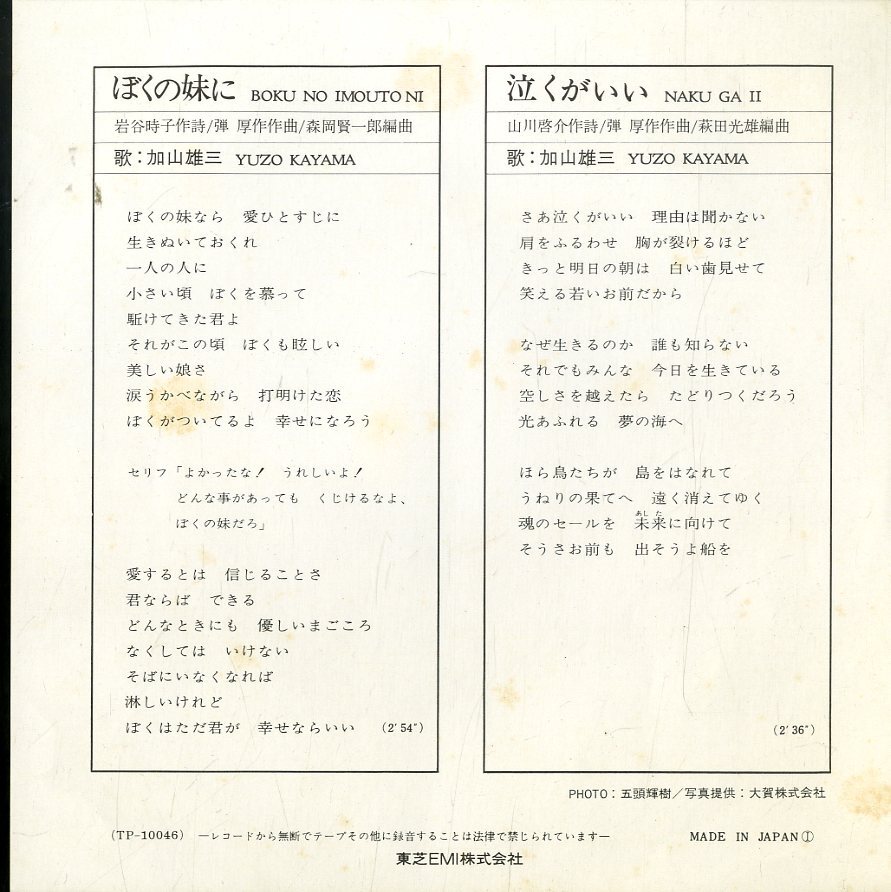 ぼくの妹に BOKU NO IMOUTO NI
岩谷時子作詩/弾 厚作作曲/森岡賢一郎編曲
歌：加山雄三 YUZO KAYAMA
ぼくの妹なら　愛ひとすじに
生きぬいておくれ
一人の人に
小さい頃　ぼくを慕って
駈けてきた君よ
それがこの頃　ぼくも眩しい
美しい娘さ
涙うかべながら　打明けた恋
ぼくがついてるよ　幸せになろう
セリフ「よかったな！　うれしいよ！
どんな事があっても　くじけるなよ、
ぼくの妹だろ」
愛するとは　信じることさ
君ならば　できる
どんなときにも　優しいまごころ
なくしては　いけない
そばにいなくなれば
淋しいけれど
ぼくはただ君が　幸せならいい　(2′54″)
泣くがいい NAKU GA II
山川啓介作詩/弾 厚作作曲/萩田光雄編曲
歌：加山雄三 YUZO KAYAMA
さあ泣くがいい　理由は聞かない
肩をふるわせ　胸が裂けるほど
きっと明日の朝は　白い歯見せて
笑える若いお前だから
なぜ生きるのか　誰も知らない
それでもみんな　今日を生きている
空しさを越えたら　たどりつくだろう
光あふれる　夢の海へ
ほら鳥たちが　島をはなれて
うねりの果てへ　遠く消えてゆく
あした
魂のセールを　未来に向けて
そうさお前も　出そうよ船を
(2′36″)
PHOTO：五頭輝樹／写真提供：大賀株式会社
(TP-10046) —レコードから無断でテープその他に録音することは法律で禁じられています— MADE IN JAPAN Ⓘ
東芝EMI株式会社